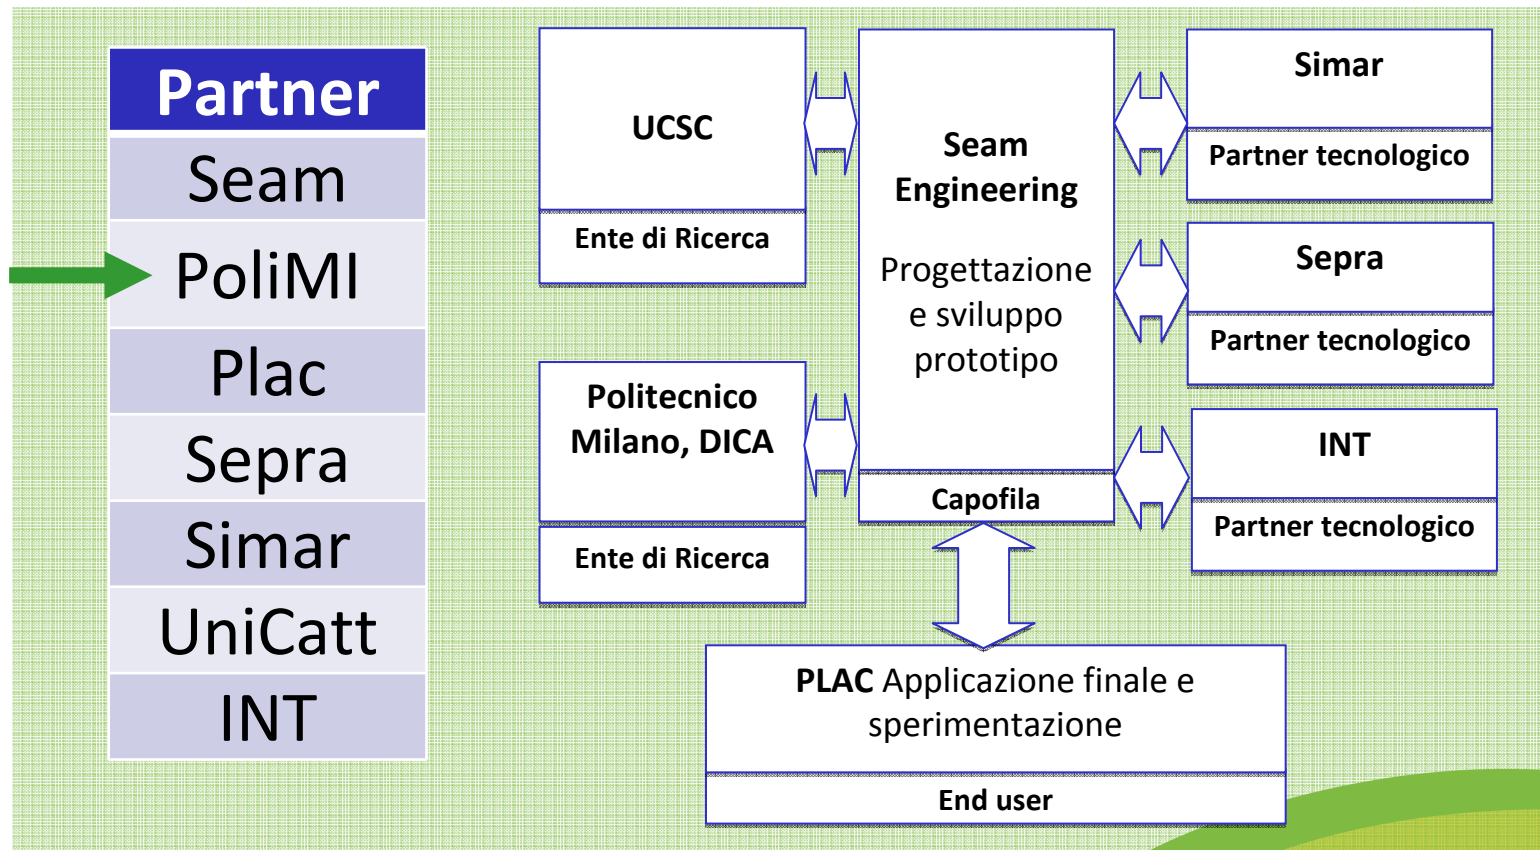 Partner
Seam
PoliMI
Plac
Sepra
Simar
UniCatt
INT
UCSC
Ente di Ricerca
Politecnico
Milano, DICA
Ente di Ricerca
Seam
Engineering
Progettazione
e sviluppo
prototipo
Capofila
Simar
Partner tecnologico
Sepra
Partner tecnologico
INT
Partner tecnologico
PLAC Applicazione finale e
sperimentazione
End user